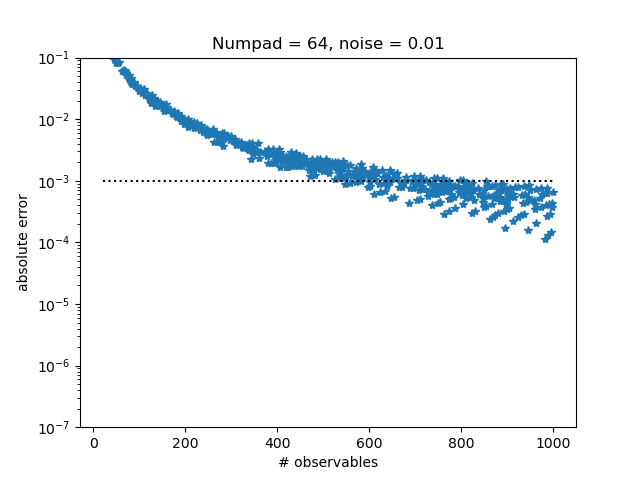 Numpad = 64, noise = 0.01
10⁻¹
10⁻²
10⁻³
10⁻⁴
10⁻⁵
10⁻⁶
10⁻⁷
absolute error
0 200 400 600 800 1000
# observables